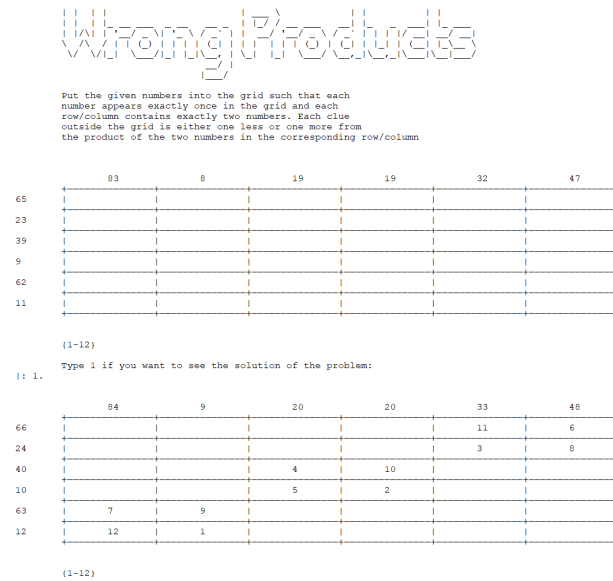 Wrong Products
Put the given numbers into the grid such that each
number appears exactly once in the grid and each
row/column contains exactly two numbers. Each clue
outside the grid is either one less or one more from
the product of the two numbers in the corresponding row/column
83 8 19 19 32 47
65
23
39
9
62
11
(1-12)
Type 1 if you want to see the solution of the problem:
|: 1.
84 9 20 20 33 48
66 11 6
24 3 8
40 4 10
10 5 2
63 7 9
12 12 1
(1-12)